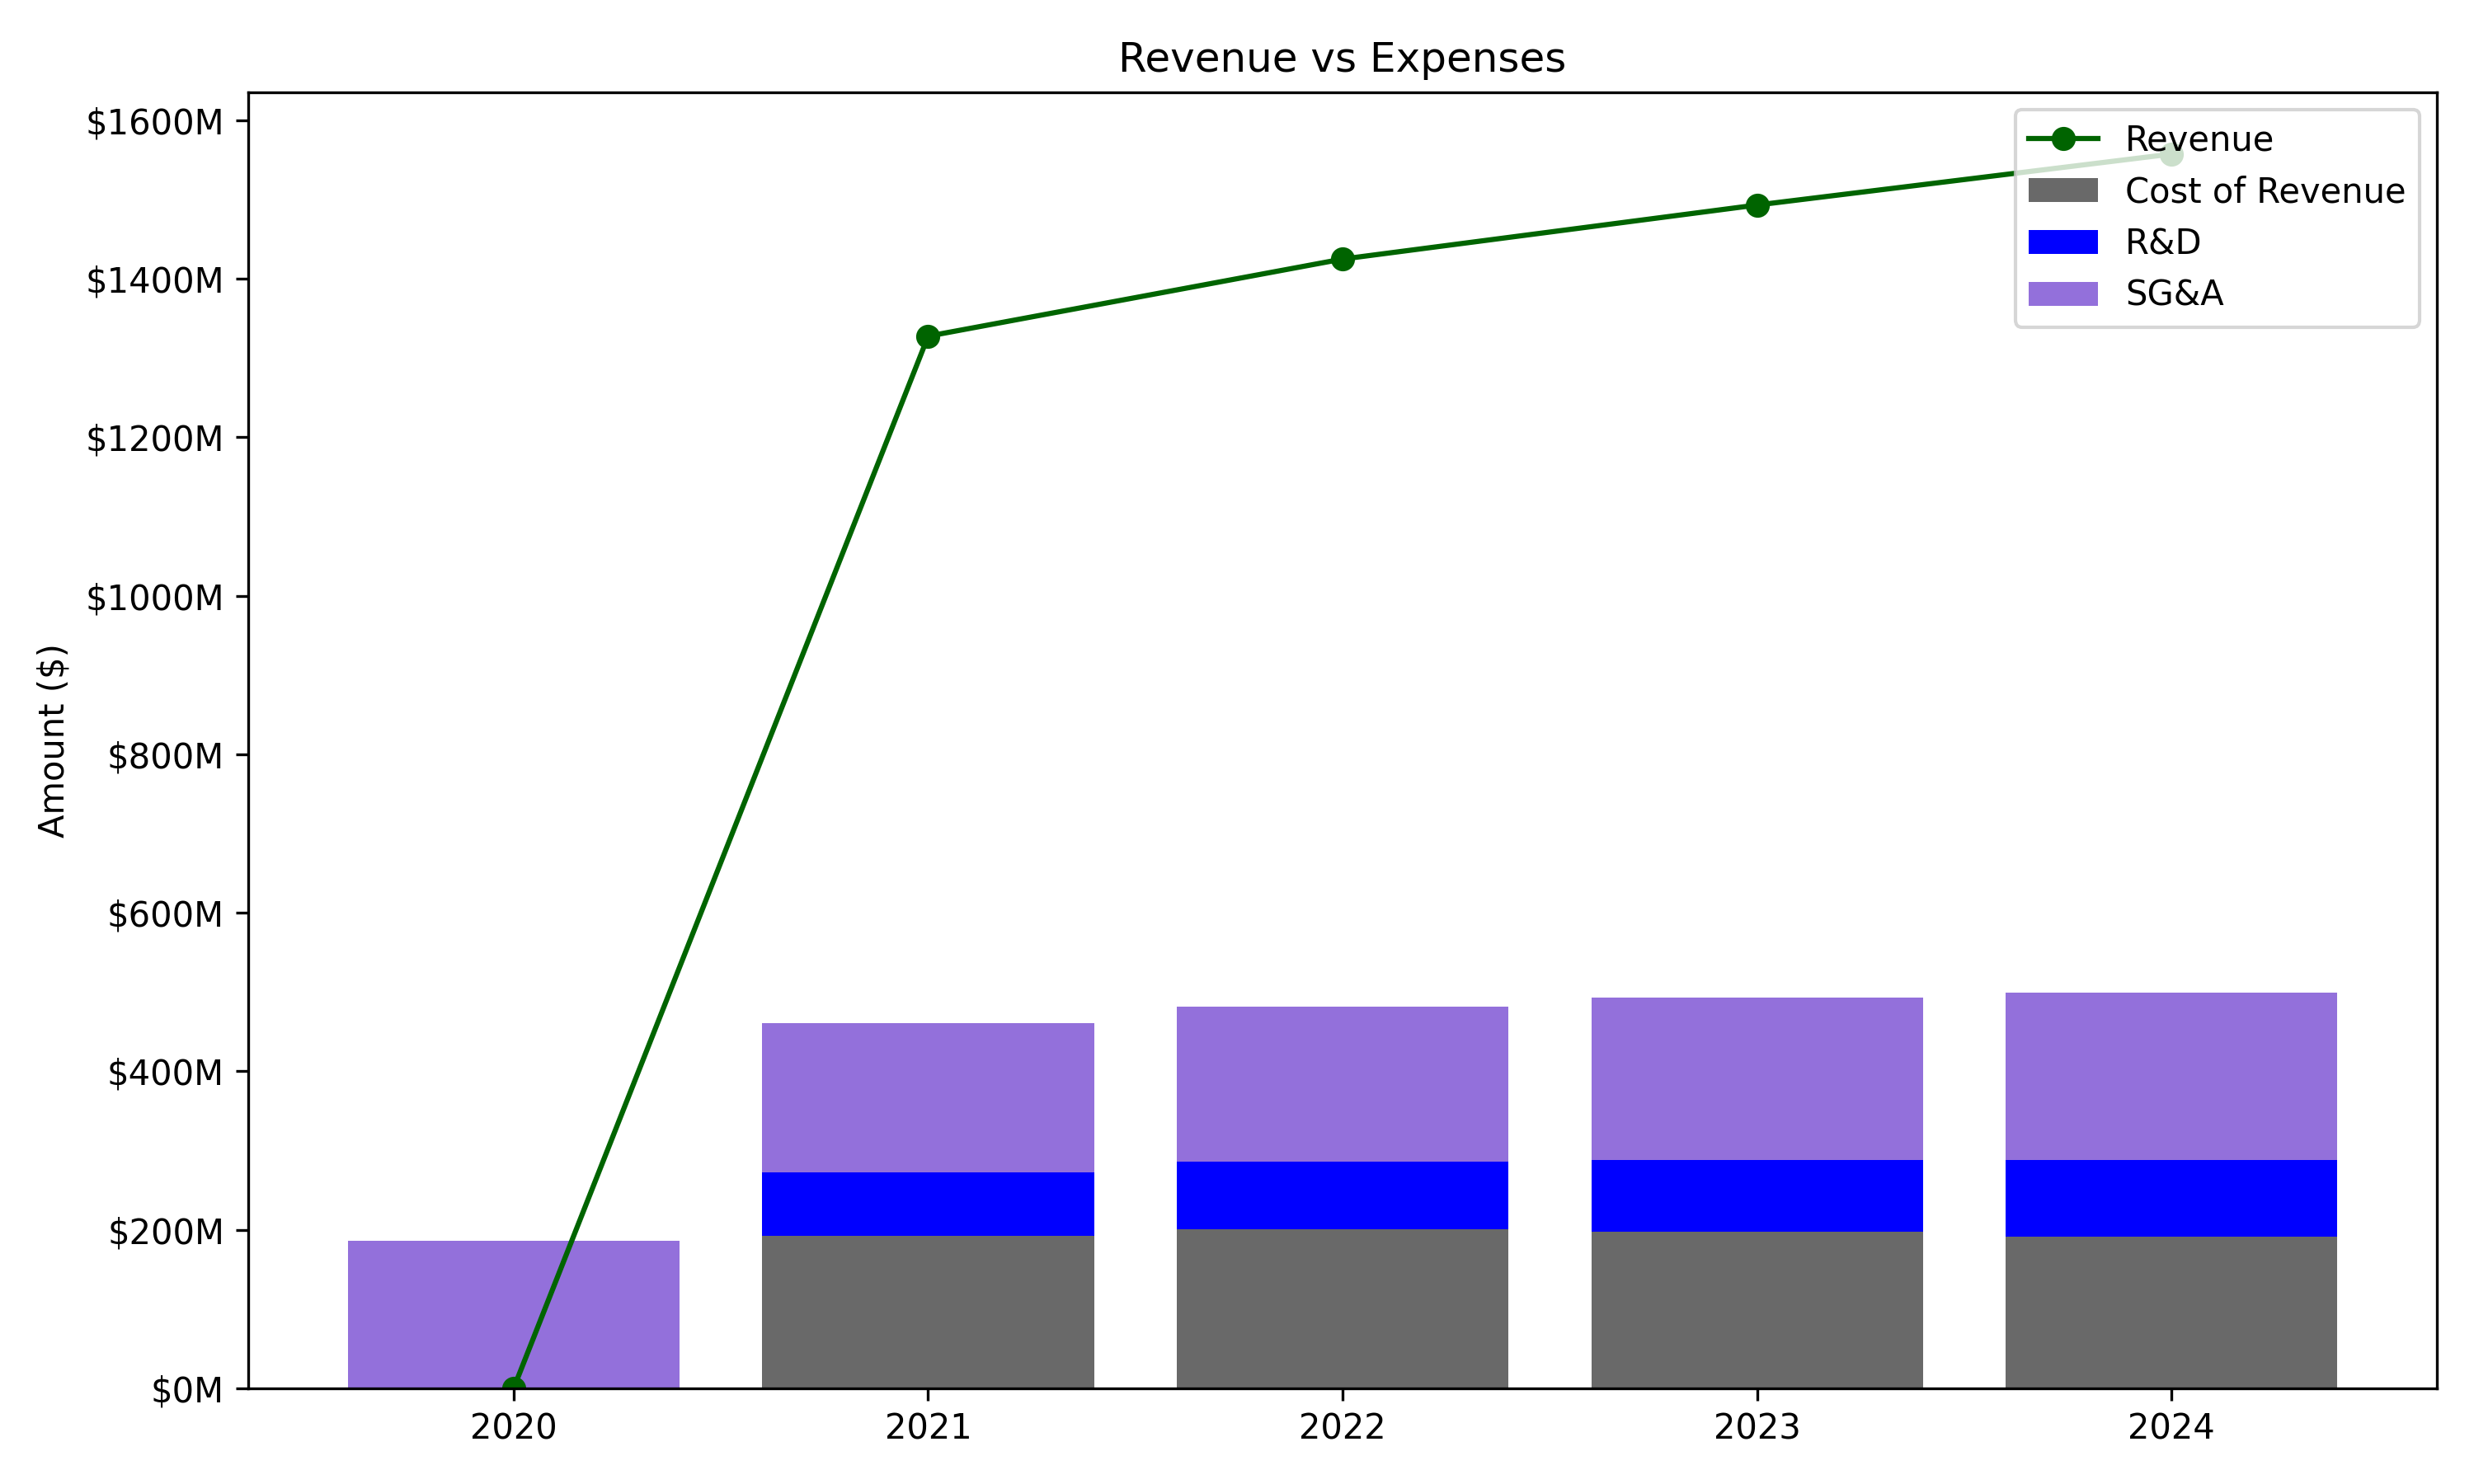 Revenue vs Expenses
$1600M
$1400M
$1200M
$1000M
$800M
$600M
$400M
$200M
$0M
Amount ($)
Revenue
Cost of Revenue
R&D
SG&A
2020
2021
2022
2023
2024